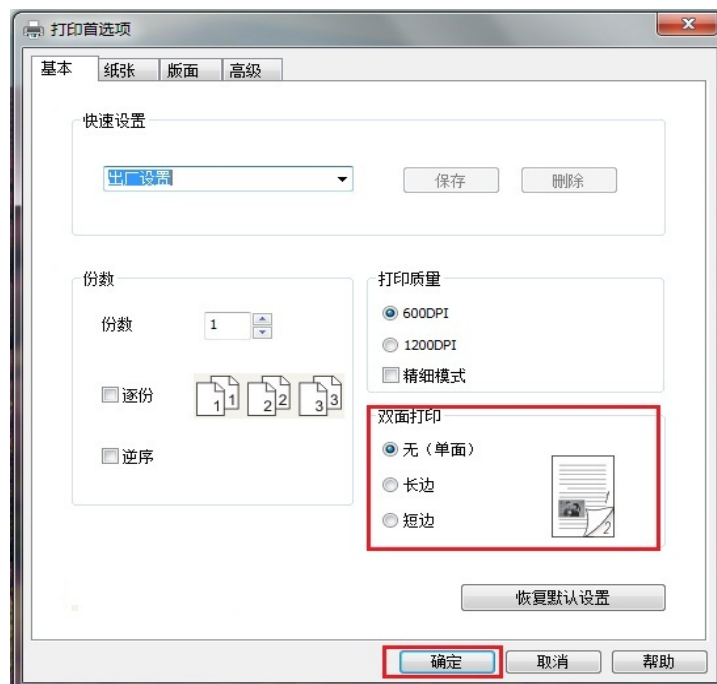 打印首选项
基本 纸张 版面 高级
快速设置
出厂设置 保存 删除
份数
份数 1
逐份 1 1 2 2 3 3
逆序
打印质量
600DPI
1200DPI
精细模式
双面打印
无（单面）
长边
短边
1
2
恢复默认设置
确定 取消 帮助